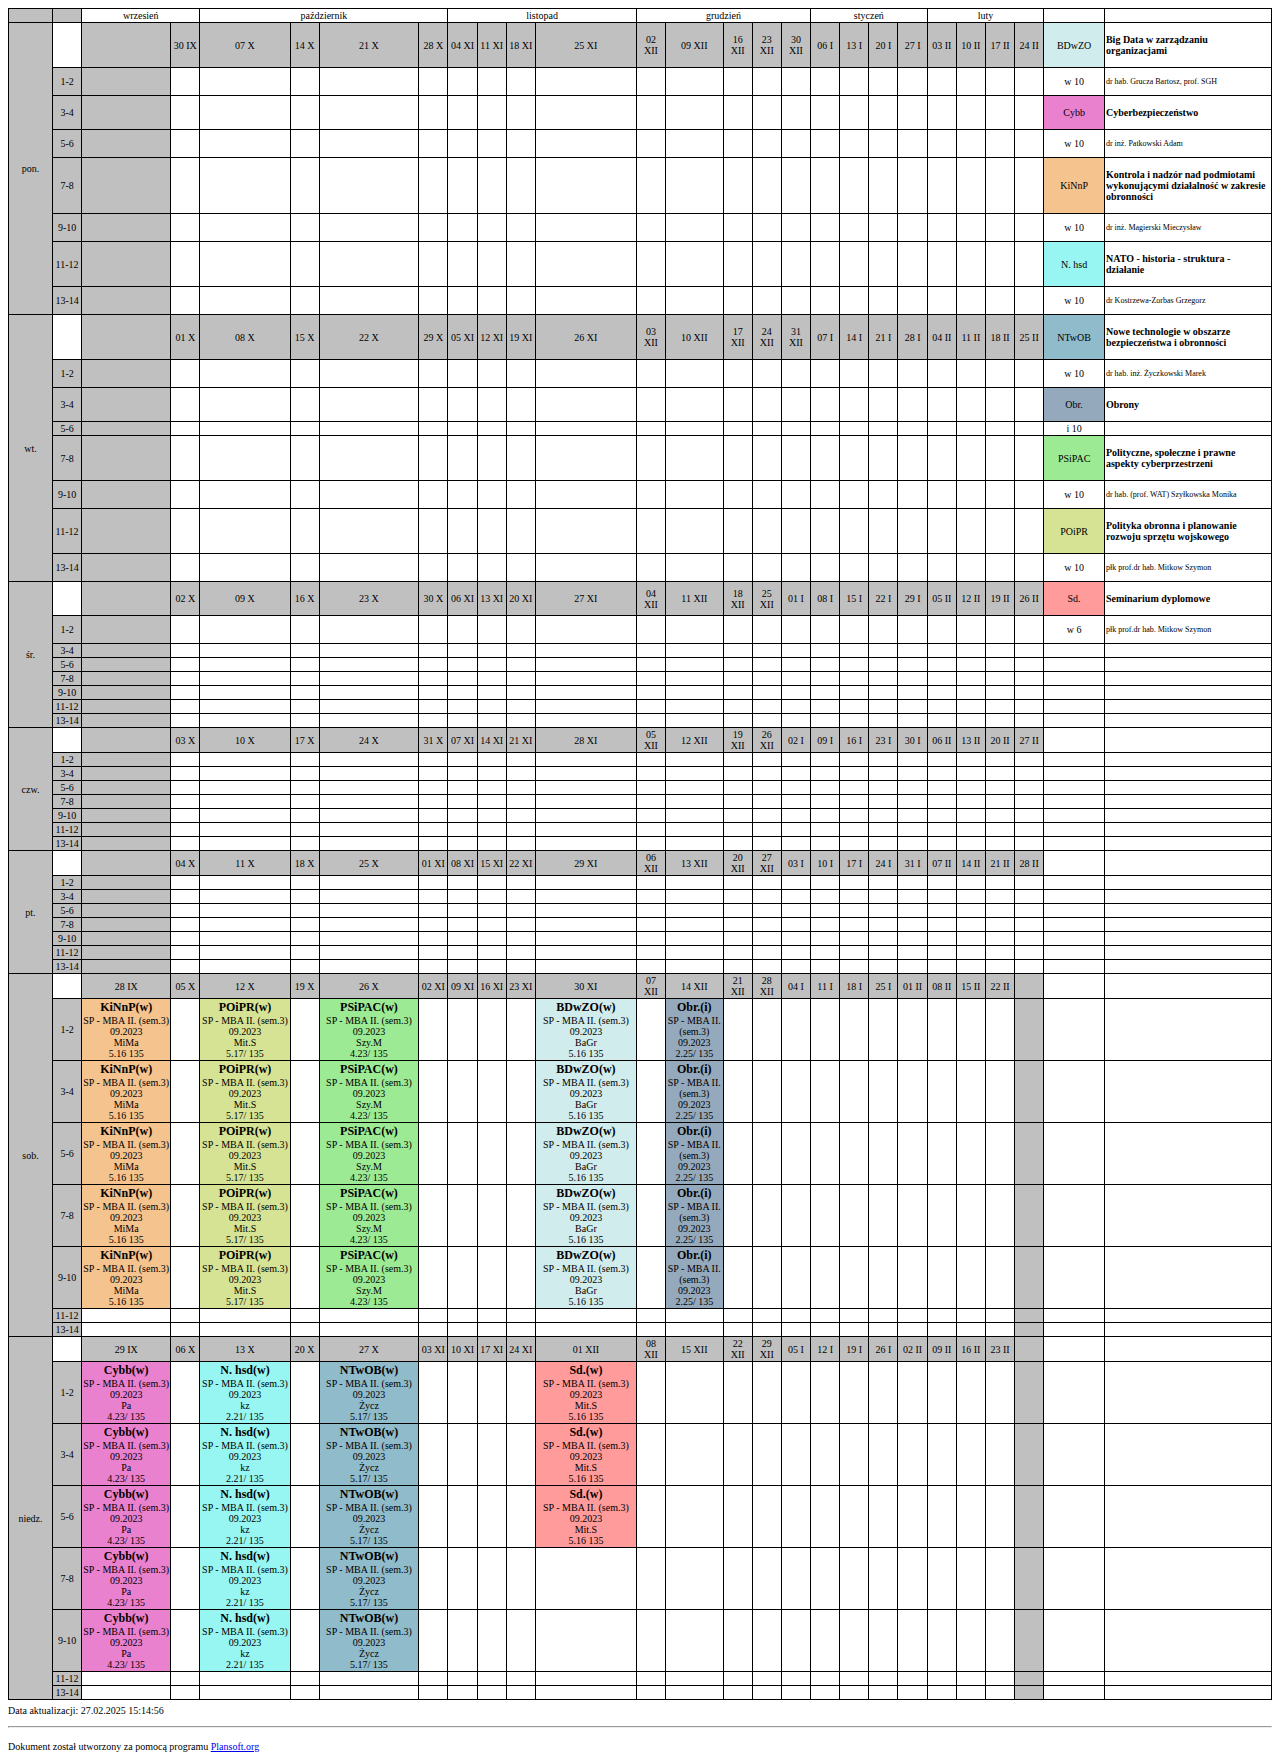 wrzesień październik listopad grudzień styczeń luty
pon. 30 IX 07 X 14 X 21 X 28 X 04 XI 11 XI 18 XI 25 XI 02 XII 09 XII 16 XII 23 XII 30 XII 06 I 13 I 20 I 27 I 03 II 10 II 17 II 24 II BDwZO Big Data w zarządzaniu organizacjami
1-2 w 10 dr hab. Grucza Bartosz, prof. SGH
3-4 Cybb Cyberbezpieczeństwo
5-6 w 10 dr inż. Patkowski Adam
7-8 KiNnP Kontrola i nadzór nad podmiotami wykonującymi działalność w zakresie obronności
9-10 w 10 dr inż. Magierski Mieczysław
11-12 N. hsd NATO - historia - struktura - działanie
13-14 w 10 dr Kostrzewa-Zorbas Grzegorz
wt. 01 X 08 X 15 X 22 X 29 X 05 XI 12 XI 19 XI 26 XI 03 XII 10 XII 17 XII 24 XII 31 XII 07 I 14 I 21 I 28 I 04 II 11 II 18 II 25 II NTwOB Nowe technologie w obszarze bezpieczeństwa i obronności
1-2 w 10 dr hab. inż. Życzkowski Marek
3-4 Obr. Obrony
5-6 i 10
7-8 PSiPAC Polityczne, społeczne i prawne aspekty cyberprzestrzeni
9-10 w 10 dr hab. (prof. WAT) Szyłkowska Monika
11-12 POiPR Polityka obronna i planowanie rozwoju sprzętu wojskowego
13-14 w 10 płk prof.dr hab. Mitkow Szymon
śr. 02 X 09 X 16 X 23 X 30 X 06 XI 13 XI 20 XI 27 XI 04 XII 11 XII 18 XII 25 XII 01 I 08 I 15 I 22 I 29 I 05 II 12 II 19 II 26 II Sd. Seminarium dyplomowe
1-2 w 6 płk prof.dr hab. Mitkow Szymon
3-4
5-6
7-8
9-10
11-12
13-14
czw. 03 X 10 X 17 X 24 X 31 X 07 XI 14 XI 21 XI 28 XI 05 XII 12 XII 19 XII 26 XII 02 I 09 I 16 I 23 I 30 I 06 II 13 II 20 II 27 II
1-2
3-4
5-6
7-8
9-10
11-12
13-14
pt. 04 X 11 X 18 X 25 X 01 XI 08 XI 15 XI 22 XI 29 XI 06 XII 13 XII 20 XII 27 XII 03 I 10 I 17 I 24 I 31 I 07 II 14 II 21 II 28 II
1-2
3-4
5-6
7-8
9-10
11-12
13-14
sob. 28 IX 05 X 12 X 19 X 26 X 02 XI 09 XI 16 XI 23 XI 30 XI 07 XII 14 XII 21 XII 28 XII 04 I 11 I 18 I 25 I 01 II 08 II 15 II 22 II
1-2 KiNnP(w) SP - MBA II. (sem.3) 09.2023 MiMa 5.16 135 POiPR(w) SP - MBA II. (sem.3) 09.2023 Mit.S 5.17/ 135 PSiPAC(w) SP - MBA II. (sem.3) 09.2023 Szy.M 4.23/ 135 BDwZO(w) SP - MBA II. (sem.3) 09.2023 BaGr 5.16 135 Obr.(i) SP - MBA II. (sem.3) 09.2023 2.25/ 135
3-4 KiNnP(w) SP - MBA II. (sem.3) 09.2023 MiMa 5.16 135 POiPR(w) SP - MBA II. (sem.3) 09.2023 Mit.S 5.17/ 135 PSiPAC(w) SP - MBA II. (sem.3) 09.2023 Szy.M 4.23/ 135 BDwZO(w) SP - MBA II. (sem.3) 09.2023 BaGr 5.16 135 Obr.(i) SP - MBA II. (sem.3) 09.2023 2.25/ 135
5-6 KiNnP(w) SP - MBA II. (sem.3) 09.2023 MiMa 5.16 135 POiPR(w) SP - MBA II. (sem.3) 09.2023 Mit.S 5.17/ 135 PSiPAC(w) SP - MBA II. (sem.3) 09.2023 Szy.M 4.23/ 135 BDwZO(w) SP - MBA II. (sem.3) 09.2023 BaGr 5.16 135 Obr.(i) SP - MBA II. (sem.3) 09.2023 2.25/ 135
7-8 KiNnP(w) SP - MBA II. (sem.3) 09.2023 MiMa 5.16 135 POiPR(w) SP - MBA II. (sem.3) 09.2023 Mit.S 5.17/ 135 PSiPAC(w) SP - MBA II. (sem.3) 09.2023 Szy.M 4.23/ 135 BDwZO(w) SP - MBA II. (sem.3) 09.2023 BaGr 5.16 135 Obr.(i) SP - MBA II. (sem.3) 09.2023 2.25/ 135
9-10 KiNnP(w) SP - MBA II. (sem.3) 09.2023 MiMa 5.16 135 POiPR(w) SP - MBA II. (sem.3) 09.2023 Mit.S 5.17/ 135 PSiPAC(w) SP - MBA II. (sem.3) 09.2023 Szy.M 4.23/ 135 BDwZO(w) SP - MBA II. (sem.3) 09.2023 BaGr 5.16 135 Obr.(i) SP - MBA II. (sem.3) 09.2023 2.25/ 135
11-12
13-14
niedz. 29 IX 06 X 13 X 20 X 27 X 03 XI 10 XI 17 XI 24 XI 01 XII 08 XII 15 XII 22 XII 29 XII 05 I 12 I 19 I 26 I 02 II 09 II 16 II 23 II
1-2 Cybb(w) SP - MBA II. (sem.3) 09.2023 Pa 4.23/ 135 N. hsd(w) SP - MBA II. (sem.3) 09.2023 kz 2.21/ 135 NTwOB(w) SP - MBA II. (sem.3) 09.2023 Życz 5.17/ 135 Sd.(w) SP - MBA II. (sem.3) 09.2023 Mit.S 5.16 135
3-4 Cybb(w) SP - MBA II. (sem.3) 09.2023 Pa 4.23/ 135 N. hsd(w) SP - MBA II. (sem.3) 09.2023 kz 2.21/ 135 NTwOB(w) SP - MBA II. (sem.3) 09.2023 Życz 5.17/ 135 Sd.(w) SP - MBA II. (sem.3) 09.2023 Mit.S 5.16 135
5-6 Cybb(w) SP - MBA II. (sem.3) 09.2023 Pa 4.23/ 135 N. hsd(w) SP - MBA II. (sem.3) 09.2023 kz 2.21/ 135 NTwOB(w) SP - MBA II. (sem.3) 09.2023 Życz 5.17/ 135 Sd.(w) SP - MBA II. (sem.3) 09.2023 Mit.S 5.16 135
7-8 Cybb(w) SP - MBA II. (sem.3) 09.2023 Pa 4.23/ 135 N. hsd(w) SP - MBA II. (sem.3) 09.2023 kz 2.21/ 135 NTwOB(w) SP - MBA II. (sem.3) 09.2023 Życz 5.17/ 135
9-10 Cybb(w) SP - MBA II. (sem.3) 09.2023 Pa 4.23/ 135 N. hsd(w) SP - MBA II. (sem.3) 09.2023 kz 2.21/ 135 NTwOB(w) SP - MBA II. (sem.3) 09.2023 Życz 5.17/ 135
11-12
13-14
Data aktualizacji: 27.02.2025 15:14:56
Dokument został utworzony za pomocą programu Plansoft.org